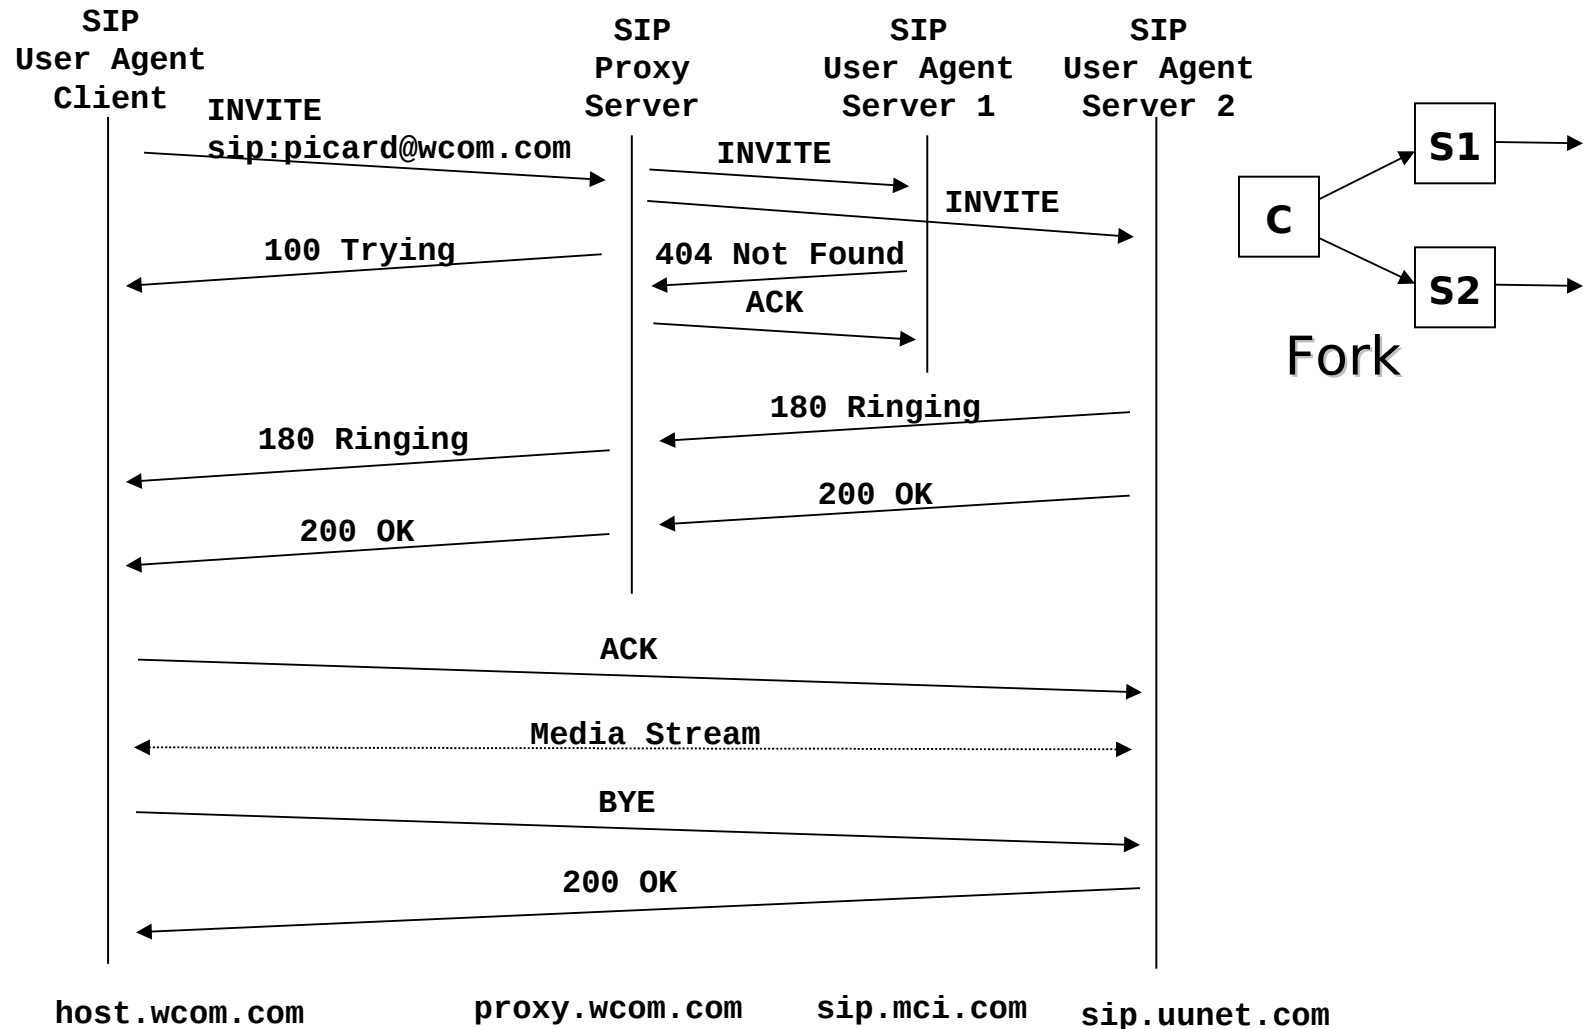 SIP
User Agent
Client
SIP
Proxy
Server
SIP
User Agent
Server 1
SIP
User Agent
Server 2
INVITE
sip:picard@wcom.com
INVITE
INVITE
S1
C
S2
Fork
100 Trying
404 Not Found
ACK
180 Ringing
180 Ringing
200 OK
200 OK
ACK
Media Stream
BYE
200 OK
host.wcom.com
proxy.wcom.com
sip.mci.com
sip.uunet.com